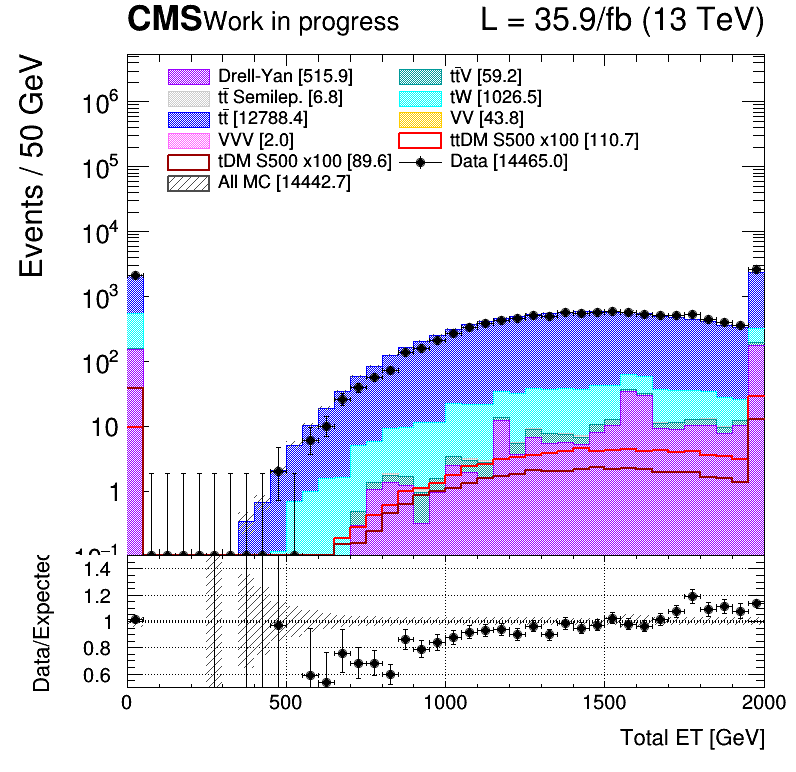 CMS Work in progress L = 35.9/fb (13 TeV)
Events / 50 GeV
Drell-Yan [515.9] tt̄V [59.2]
tt̄ Semilep. [6.8] tW [1026.5]
tt̄ [12788.4] VV [43.8]
VVV [2.0] ttDM S500 x100 [110.7]
tDM S500 x100 [89.6] Data [14465.0]
All MC [14442.7]
10⁶
10⁵
10⁴
10³
10²
10
1
10⁻¹
Data/Expected
1.4
1.2
1
0.8
0.6
0 500 1000 1500 2000
Total ET [GeV]